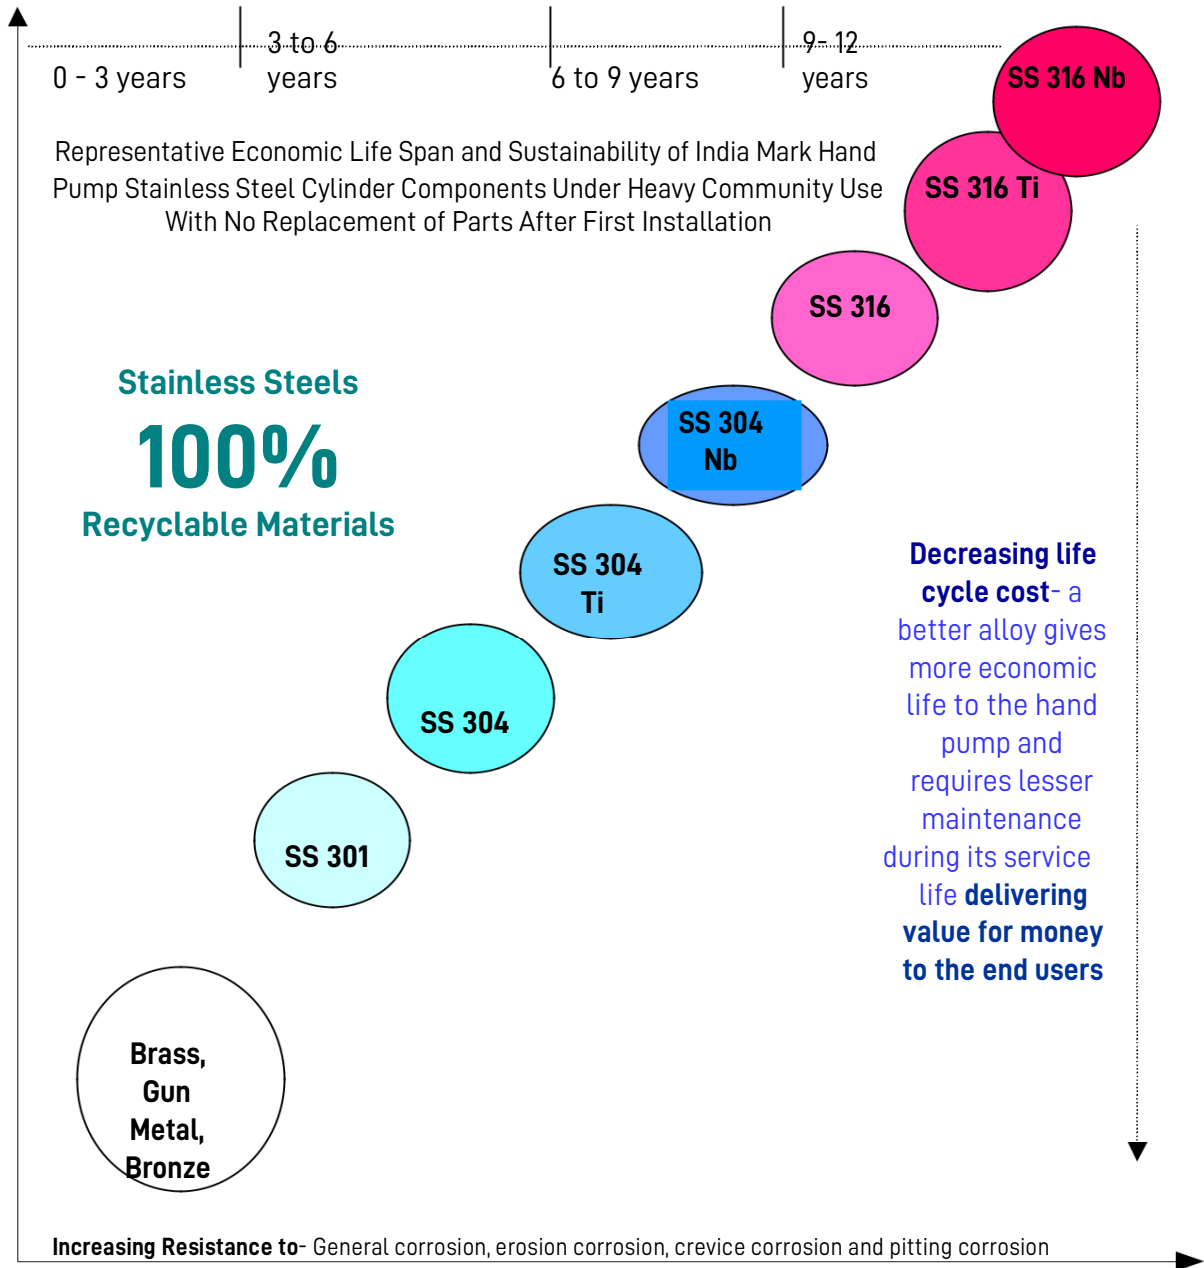 0 - 3 years
3 to 6
years
6 to 9 years
9- 12
years
SS 316 Nb
Representative Economic Life Span and Sustainability of India Mark Hand
Pump Stainless Steel Cylinder Components Under Heavy Community Use
With No Replacement of Parts After First Installation
SS 316 Ti
SS 316
Stainless Steels
100%
Recyclable Materials
SS 304
Nb
SS 304
Ti
SS 304
SS 301
Decreasing life
cycle cost- a
better alloy gives
more economic
life to the hand
pump and
requires lesser
maintenance
during its service
life delivering
value for money
to the end users
Brass,
Gun
Metal,
Bronze
Increasing Resistance to- General corrosion, erosion corrosion, crevice corrosion and pitting corrosion